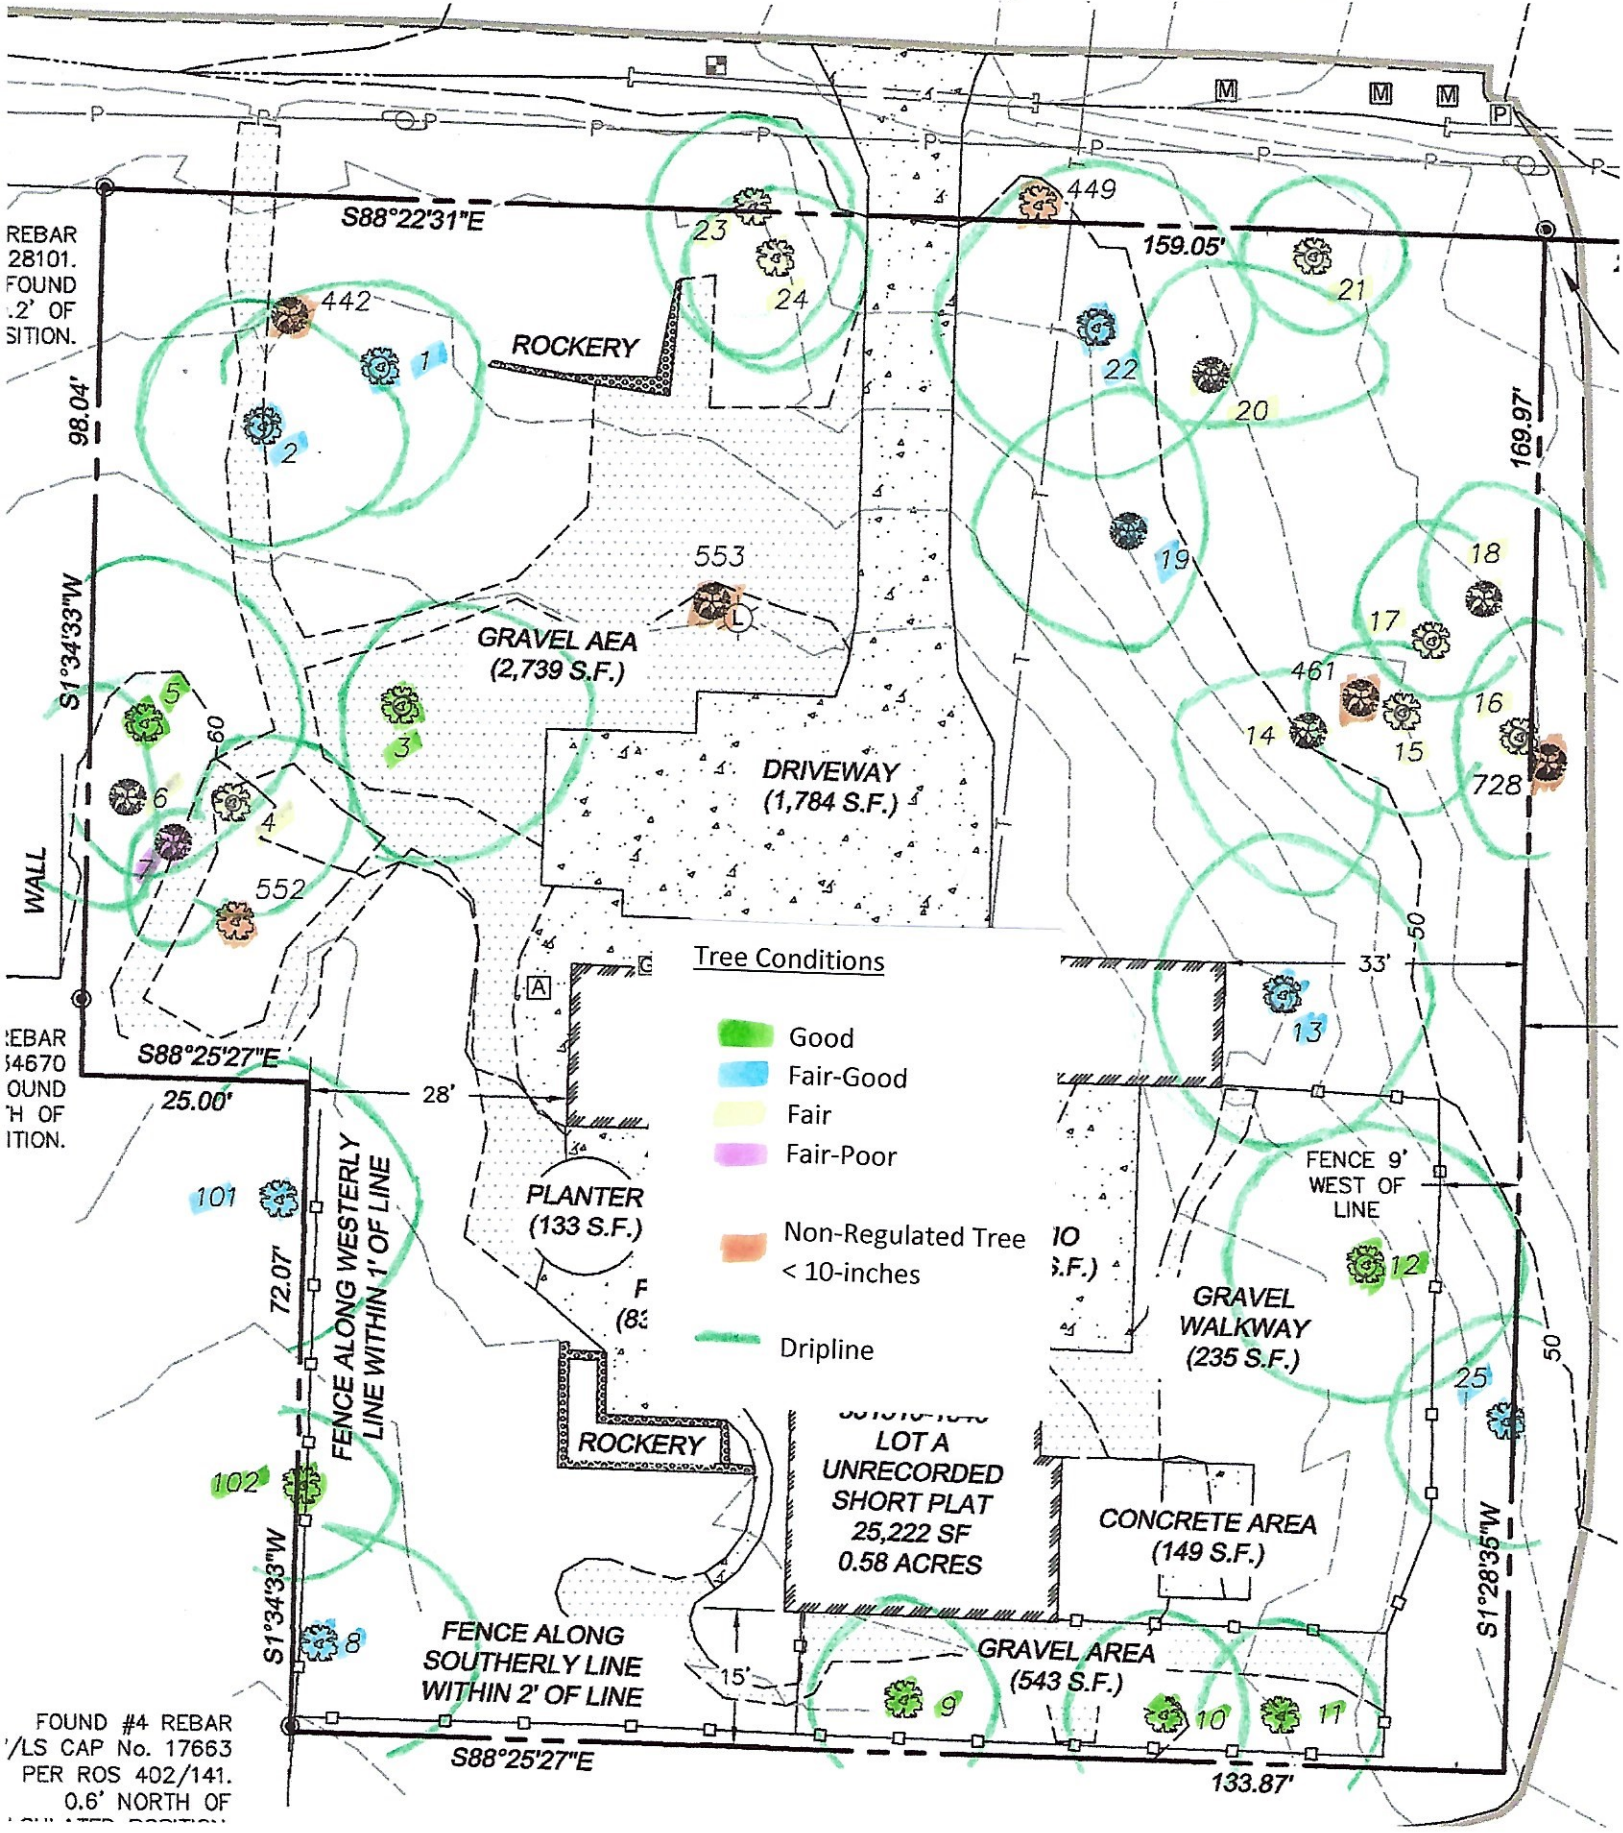 M
M
M
P
P
P
P
P
P
P
P
P
P
P
P
S88°22'31"E
159.05'
REBAR
28101.
FOUND
.2' OF
SITION.
449
23
24
21
442
1
2
ROCKERY
22
20
98.04'
169.97'
T
T
T
T
19
553
L
18
17
S1°34'33"W
GRAVEL AEA
(2,739 S.F.)
461
16
14
15
728
5
60
3
6
4
7
DRIVEWAY
(1,784 S.F.)
WALL
552
50
33'
A
G
13
Tree Conditions
Good
Fair-Good
Fair
Fair-Poor
Non-Regulated Tree
< 10-inches
Dripline
REBAR
54670
OUND
'H OF
ITION.
S88°25'27"E
25.00'
28'
101
72.07'
FENCE ALONG WESTERLY
LINE WITHIN 1' OF LINE
PLANTER
(133 S.F.)
(83
IO
S.F.)
FENCE 9'
WEST OF
LINE
12
GRAVEL
WALKWAY
(235 S.F.)
50
25
102
ROCKERY
LOT A
UNRECORDED
SHORT PLAT
25,222 SF
0.58 ACRES
CONCRETE AREA
(149 S.F.)
S1°34'33"W
S1°28'35"W
8
FENCE ALONG
SOUTHERLY LINE
WITHIN 2' OF LINE
15'
GRAVEL AREA
(543 S.F.)
9
10
11
FOUND #4 REBAR
'/LS CAP No. 17663
PER ROS 402/141.
0.6' NORTH OF
S88°25'27"E
133.87'